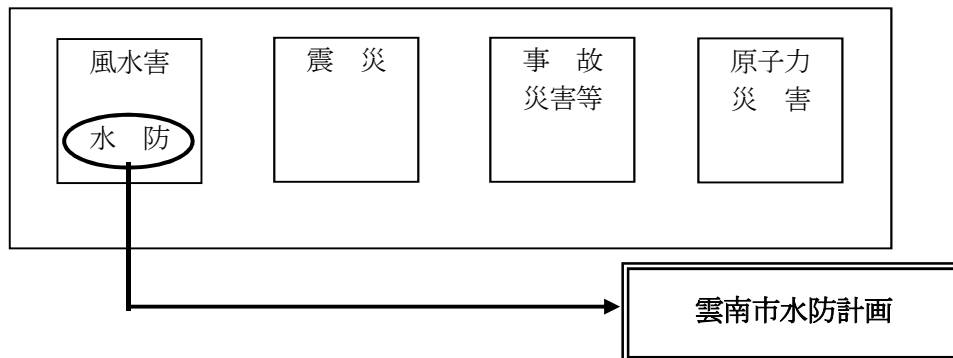 風水害
水　防
震　災
事　故
災害等
原子力
災　害
雲南市水防計画